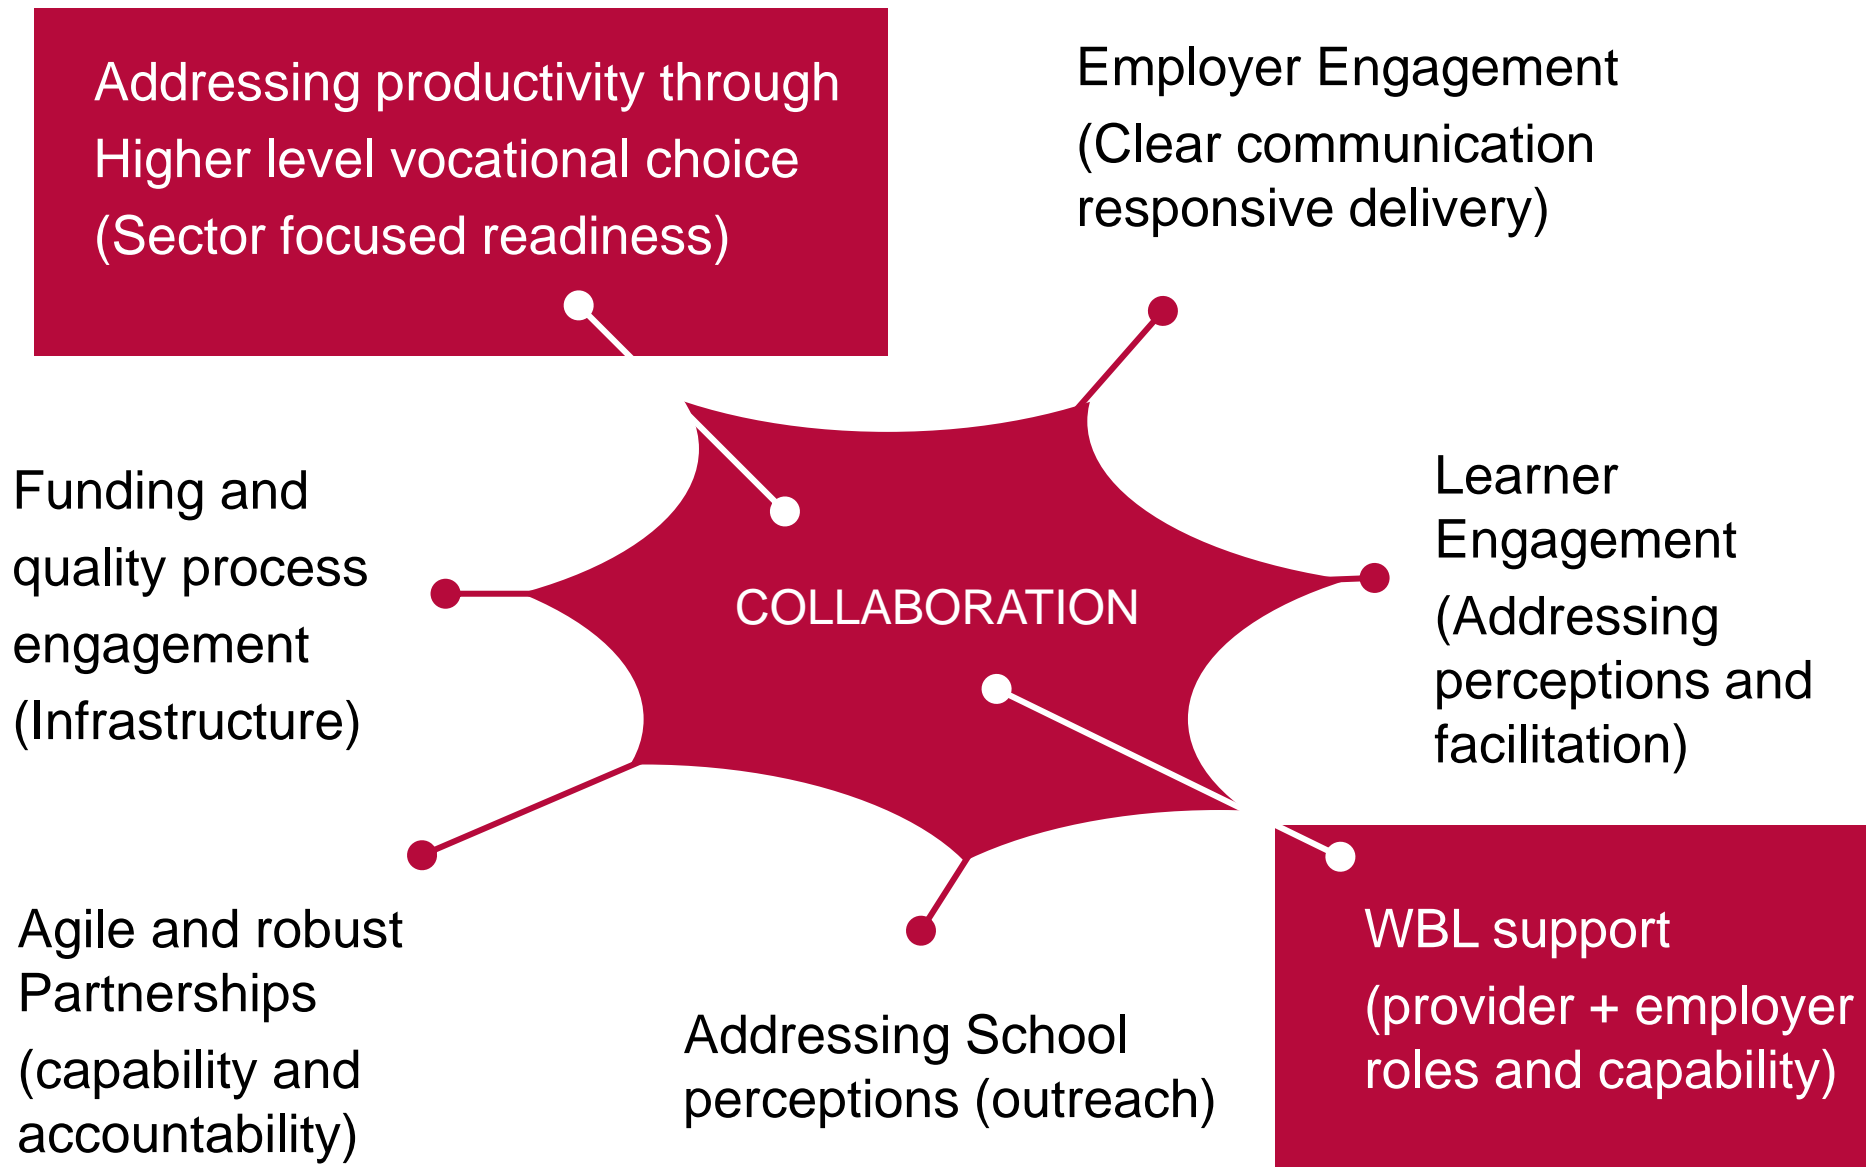 Addressing productivity through
Higher level vocational choice
(Sector focused readiness)
Employer Engagement
(Clear communication
responsive delivery)
Funding and
quality process
engagement
(Infrastructure)
COLLABORATION
Learner
Engagement
(Addressing
perceptions and
facilitation)
Agile and robust
Partnerships
(capability and
accountability)
Addressing School
perceptions (outreach)
WBL support
(provider + employer
roles and capability)